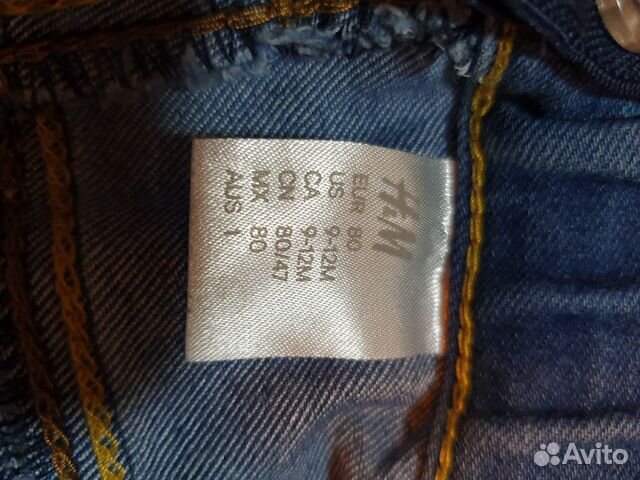 H&M
EUR 80
US 9-12M
CA 9-12M
CN 80/47
MX 80
AUS 1
Avito